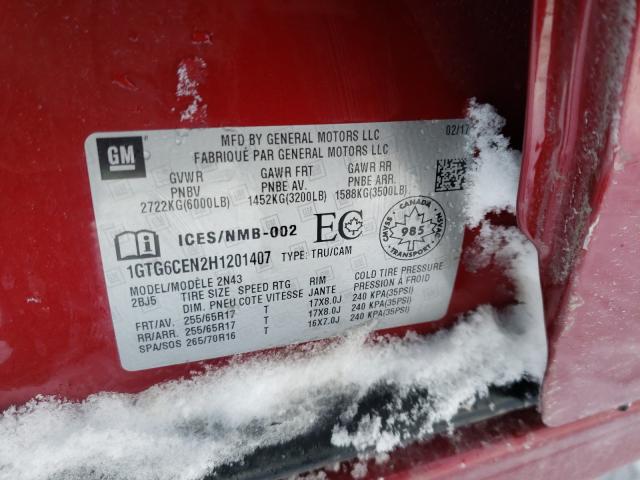 GM
MFD BY GENERAL MOTORS LLC
FABRIQUÉ PAR GENERAL MOTORS LLC
02/17
GVWR GAWR FRT GAWR RR
PNBV PNBE AV. PNBE ARR.
2722KG(6000LB) 1452KG(3200LB) 1588KG(3500LB)
ICES/NMB-002 EC
CANADA
985
CMVSS NSVAC
1GTG6CEN2H1201407 TYPE: TRU/CAM
MODEL/MODÈLE 2N43
2BJ5 TIRE SIZE SPEED RTG RIM COLD TIRE PRESSURE
DIM. PNEU COTE VITESSE JANTE PRESSION À FROID
FRT/AV. 255/65R17 T 17X8.0J 240 KPA(35PSI)
RR/ARR. 255/65R17 T 17X8.0J 240 KPA(35PSI)
SPA/SOS 265/70R16 T 16X7.0J 240 KPA(35PSI)